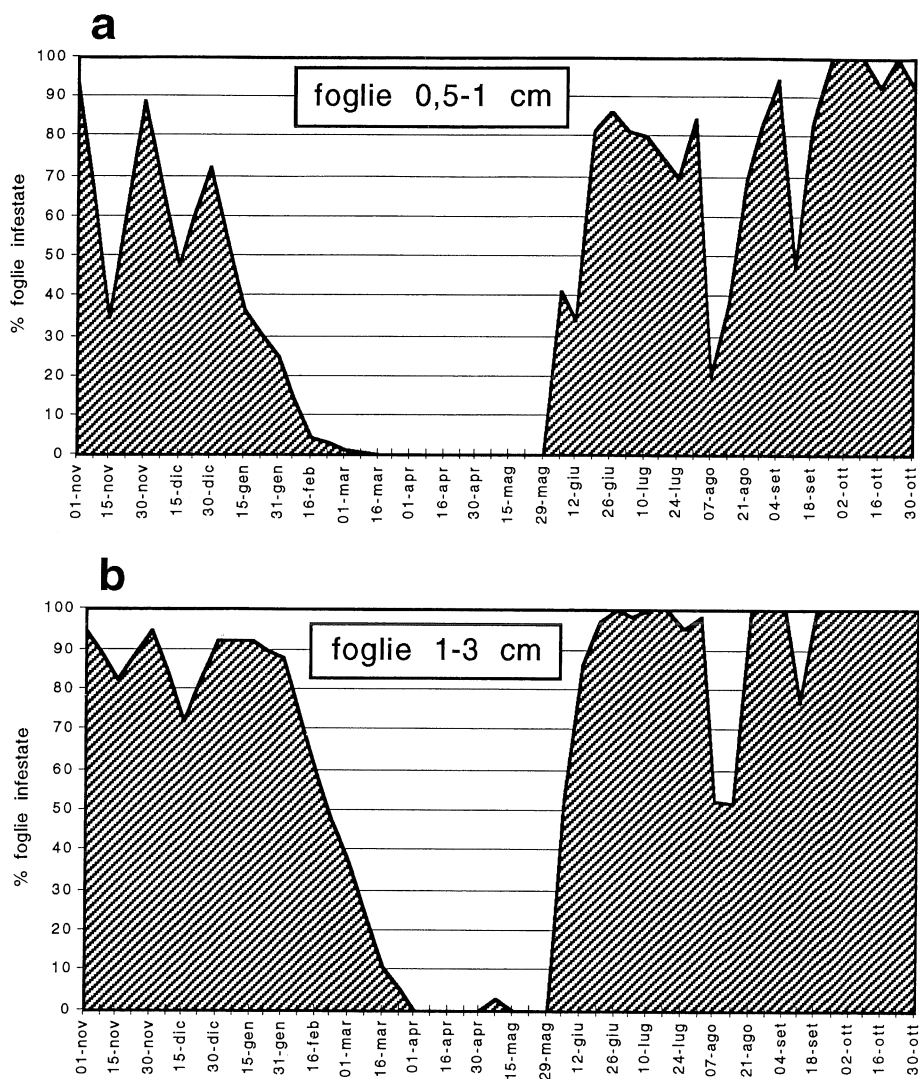 a
foglie 0,5-1 cm
% foglie infestate
100
90
80
70
60
50
40
30
20
10
0
01-nov
15-nov
30-nov
15-dic
30-dic
15-gen
31-gen
16-feb
01-mar
16-mar
01-apr
16-apr
30-apr
15-mag
29-mag
12-giu
26-giu
10-lug
24-lug
07-ago
21-ago
04-set
18-set
02-ott
16-ott
30-ott
b
foglie 1-3 cm
% foglie infestate
100
90
80
70
60
50
40
30
20
10
0
01-nov
15-nov
30-nov
15-dic
30-dic
15-gen
31-gen
16-feb
01-mar
16-mar
01-apr
16-apr
30-apr
15-mag
29-mag
12-giu
26-giu
10-lug
24-lug
07-ago
21-ago
04-set
18-set
02-ott
16-ott
30-ott